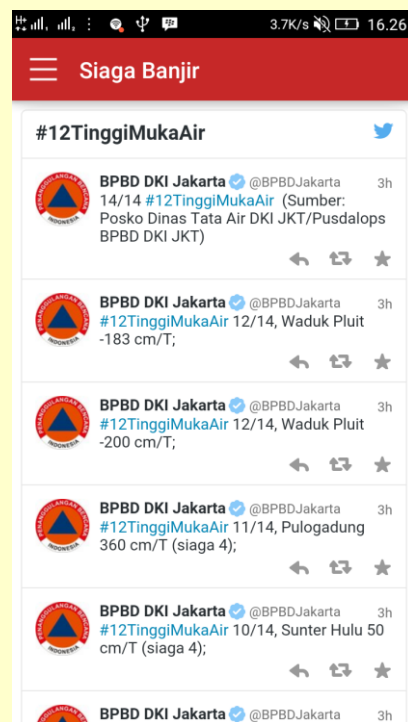 3.7K/s 16.26
Siaga Banjir
#12TinggiMukaAir
BPBD DKI Jakarta @BPBDJakarta 3h
14/14 #12TinggiMukaAir (Sumber:
Posko Dinas Tata Air DKI JKT/Pusdalops
BPBD DKI JKT)
BPBD DKI Jakarta @BPBDJakarta 3h
#12TinggiMukaAir 12/14, Waduk Pluit
-183 cm/T;
BPBD DKI Jakarta @BPBDJakarta 3h
#12TinggiMukaAir 12/14, Waduk Pluit
-200 cm/T;
BPBD DKI Jakarta @BPBDJakarta 3h
#12TinggiMukaAir 11/14, Pulogadung
360 cm/T (siaga 4);
BPBD DKI Jakarta @BPBDJakarta 3h
#12TinggiMukaAir 10/14, Sunter Hulu 50
cm/T (siaga 4);
BPBD DKI Jakarta @BPBDJakarta 3h